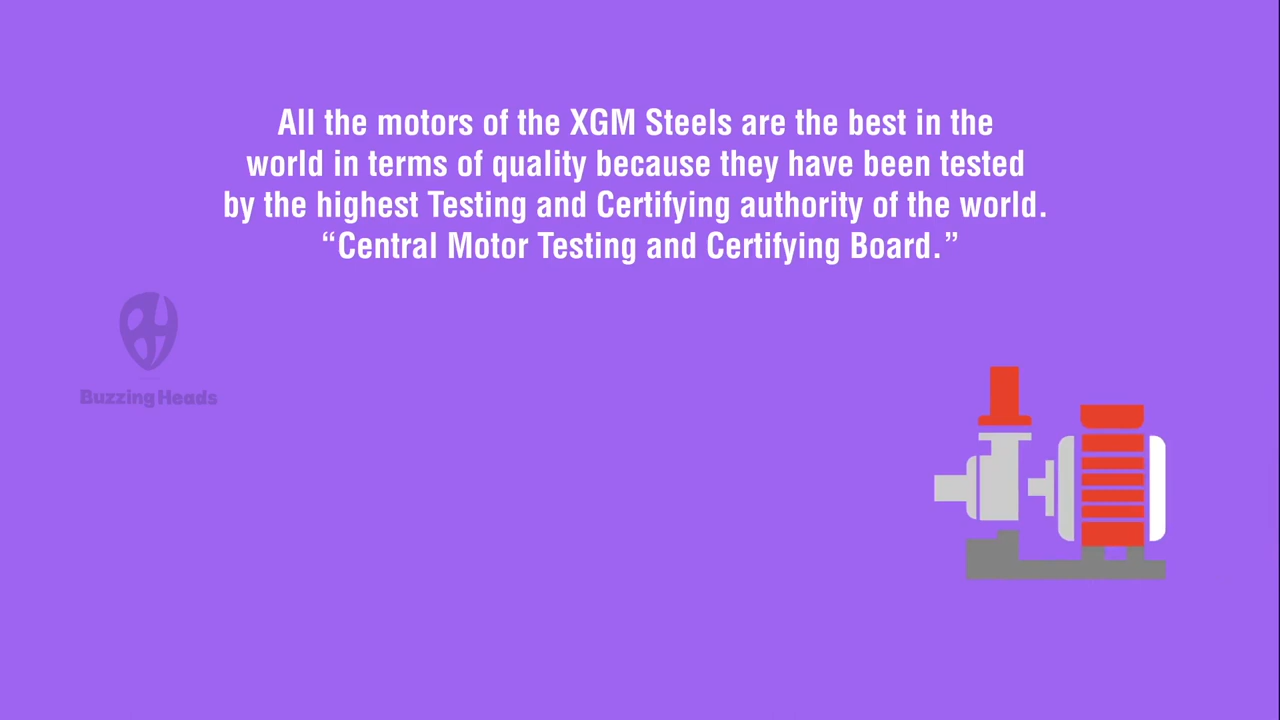 All the motors of the XGM Steels are the best in the
world in terms of quality because they have been tested
by the highest Testing and Certifying authority of the world.
“Central Motor Testing and Certifying Board.”
Buzzing Heads